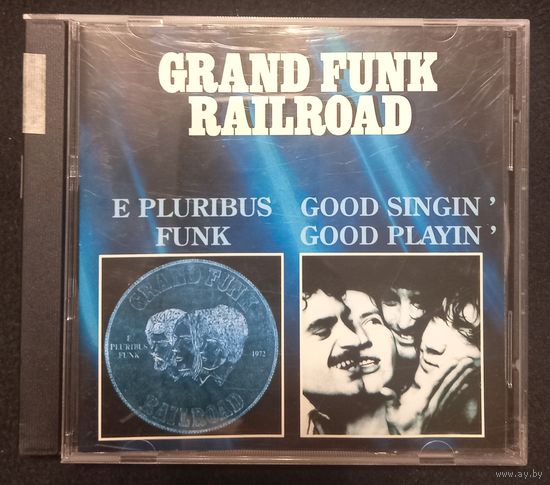 GRAND FUNK
RAILROAD
E PLURIBUS
FUNK
GOOD SINGIN ’
GOOD PLAYIN ’
GRAND FUNK
E
PLURIBUS
FUNK
1972
RAILROAD
www.ay.by